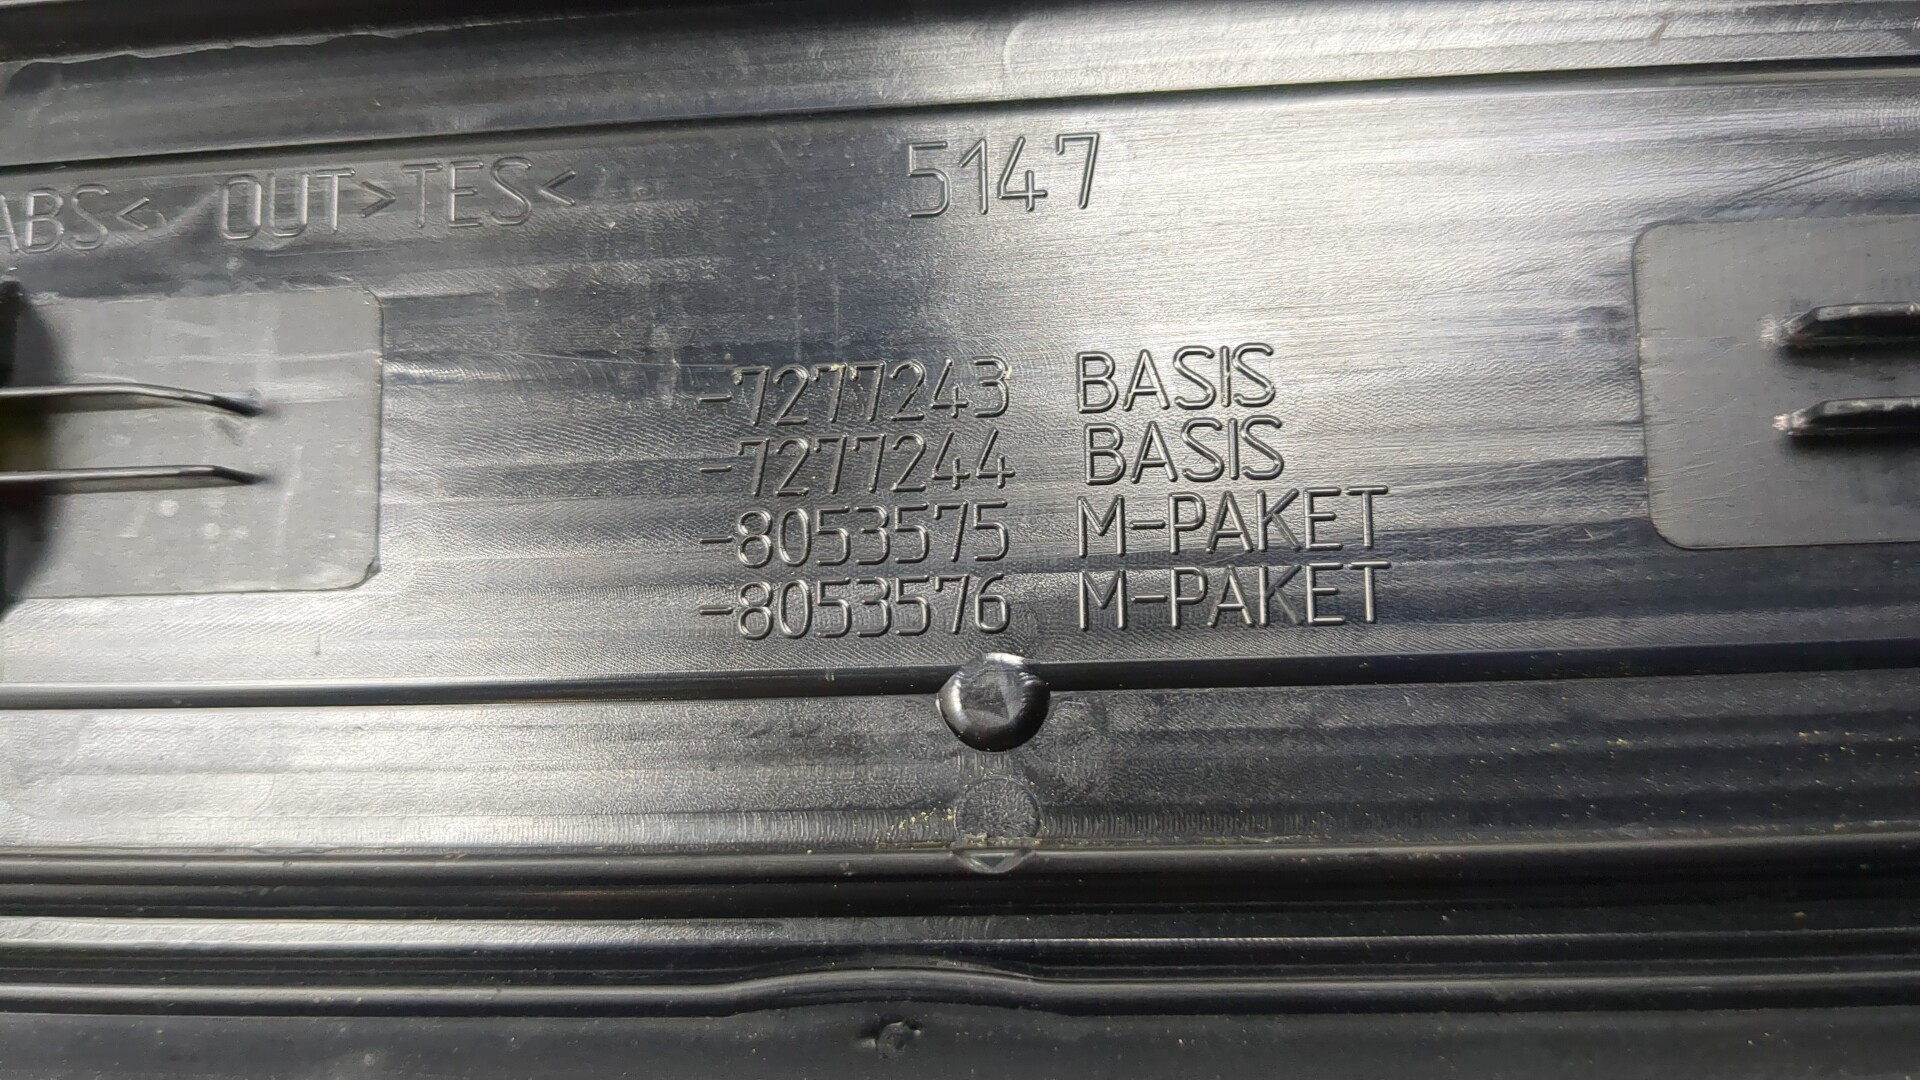 ABS< OUT>TES<
5147
-7277243 BASIS
-7277244 BASIS
-8053575 M-PAKET
-8053576 M-PAKET